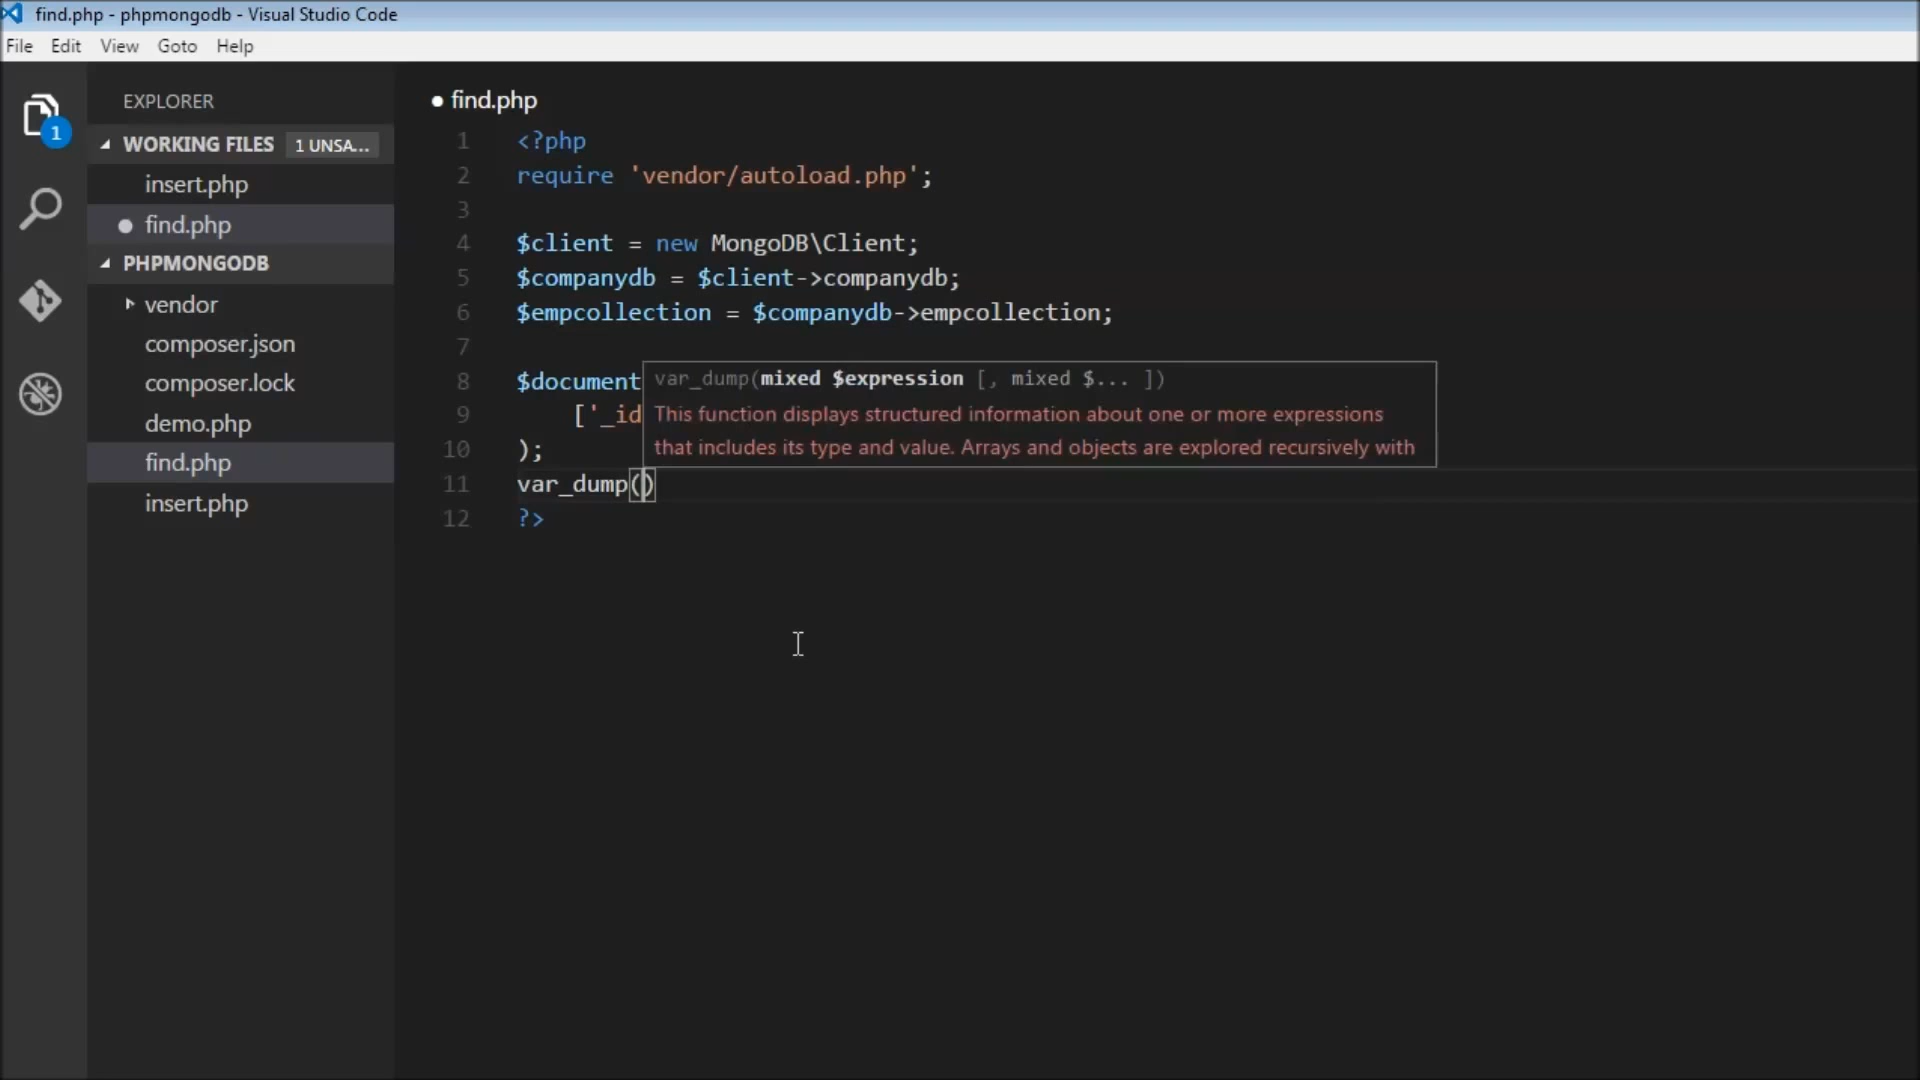 find.php - phpmongodb - Visual Studio Code
File Edit View Goto Help
EXPLORER
WORKING FILES 1 UNSA...
insert.php
find.php
PHPMONGODB
vendor
composer.json
composer.lock
demo.php
find.php
insert.php
1
● find.php
1 <?php
2 require 'vendor/autoload.php';
3
4 $client = new MongoDB\Client;
5 $companydb = $client->companydb;
6 $empcollection = $companydb->empcollection;
7
8 $document
9 ['_id
10 );
11 var_dump()
12 ?>
var_dump(mixed $expression [, mixed $... ])
This function displays structured information about one or more expressions
that includes its type and value. Arrays and objects are explored recursively with